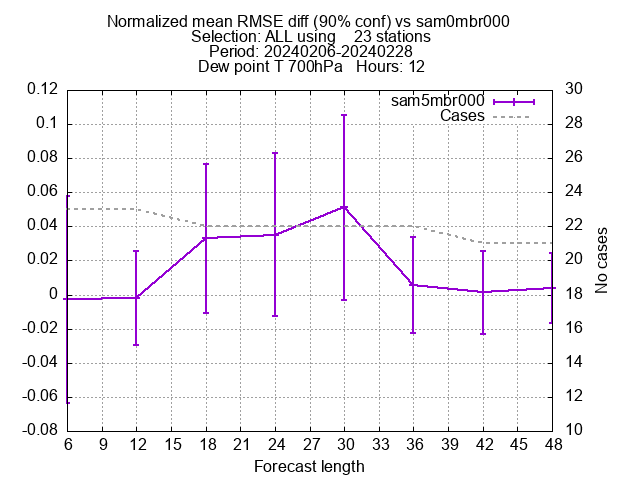 Normalized mean RMSE diff (90% conf) vs sam0mbr000
Selection: ALL using    23 stations
Period: 20240206-20240228
Dew point T 700hPa   Hours: 12
sam5mbr000
Cases
0.12
0.1
0.08
0.06
0.04
0.02
0
-0.02
-0.04
-0.06
-0.08
30
28
26
24
22
20
18
16
14
12
10
No cases
6 9 12 15 18 21 24 27 30 33 36 39 42 45 48
Forecast length